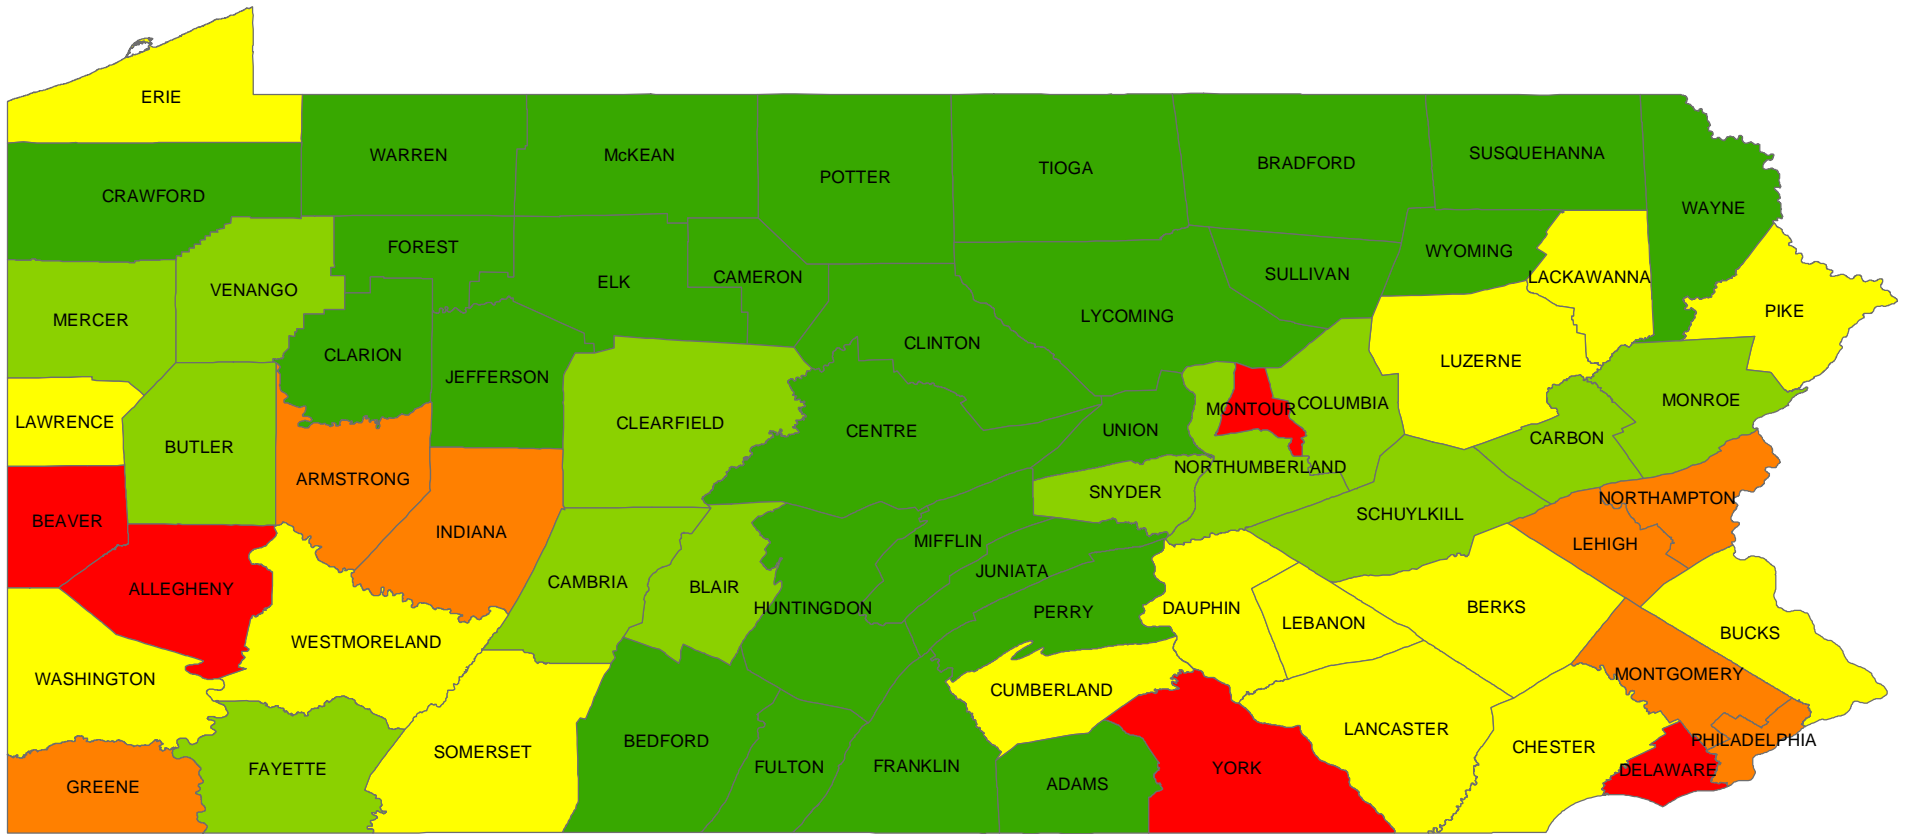 ERIE
WARREN
McKEAN
POTTER
TIOGA
BRADFORD
SUSQUEHANNA
CRAWFORD
WAYNE
FOREST
WYOMING
VENANGO
ELK
CAMERON
SULLIVAN
LACKAWANNA
MERCER
LYCOMING
PIKE
CLARION
CLINTON
LUZERNE
JEFFERSON
MONTOUR
COLUMBIA
MONROE
LAWRENCE
CLEARFIELD
CENTRE
UNION
BUTLER
CARBON
ARMSTRONG
NORTHUMBERLAND
SNYDER
NORTHAMPTON
BEAVER
INDIANA
SCHUYLKILL
MIFFLIN
LEHIGH
ALLEGHENY
CAMBRIA
BLAIR
JUNIATA
HUNTINGDON
PERRY
DAUPHIN
BERKS
LEBANON
WESTMORELAND
BUCKS
WASHINGTON
CUMBERLAND
MONTGOMERY
SOMERSET
BEDFORD
LANCASTER
CHESTER
PHILADELPHIA
FAYETTE
FULTON
FRANKLIN
YORK
DELAWARE
GREENE
ADAMS